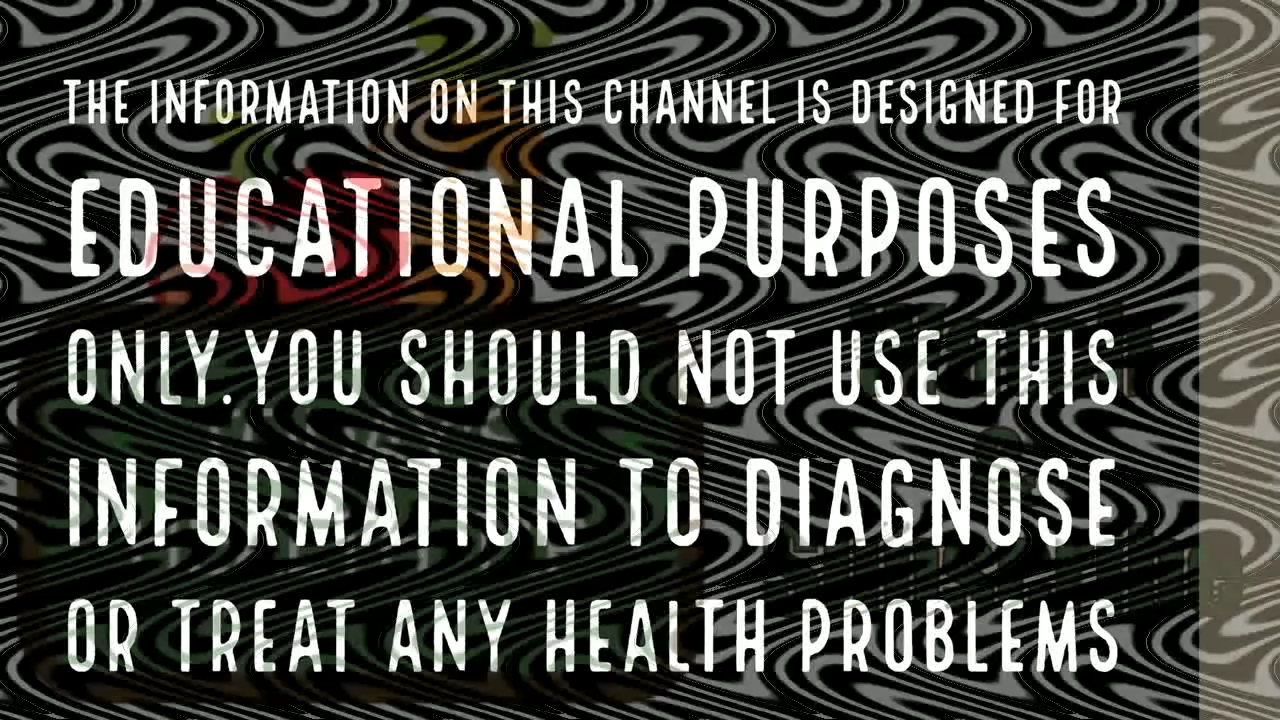 THE INFORMATION ON THIS CHANNEL IS DESIGNED FOR
EDUCATIONAL PURPOSES
ONLY.YOU SHOULD NOT USE THIS
INFORMATION TO DIAGNOSE
OR TREAT ANY HEALTH PROBLEMS